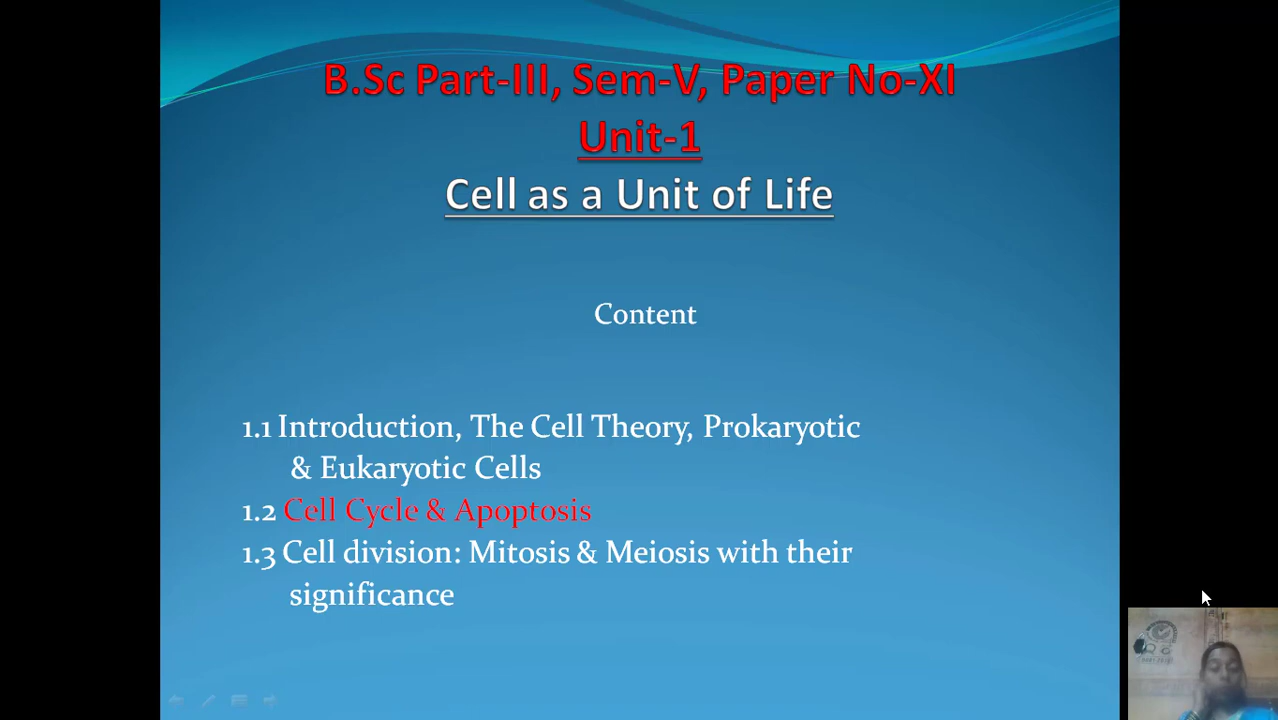 B.Sc Part-III, Sem-V, Paper No-XI
Unit-1
Cell as a Unit of Life
Content
1.1 Introduction, The Cell Theory, Prokaryotic
& Eukaryotic Cells
1.2 Cell Cycle & Apoptosis
1.3 Cell division: Mitosis & Meiosis with their
significance